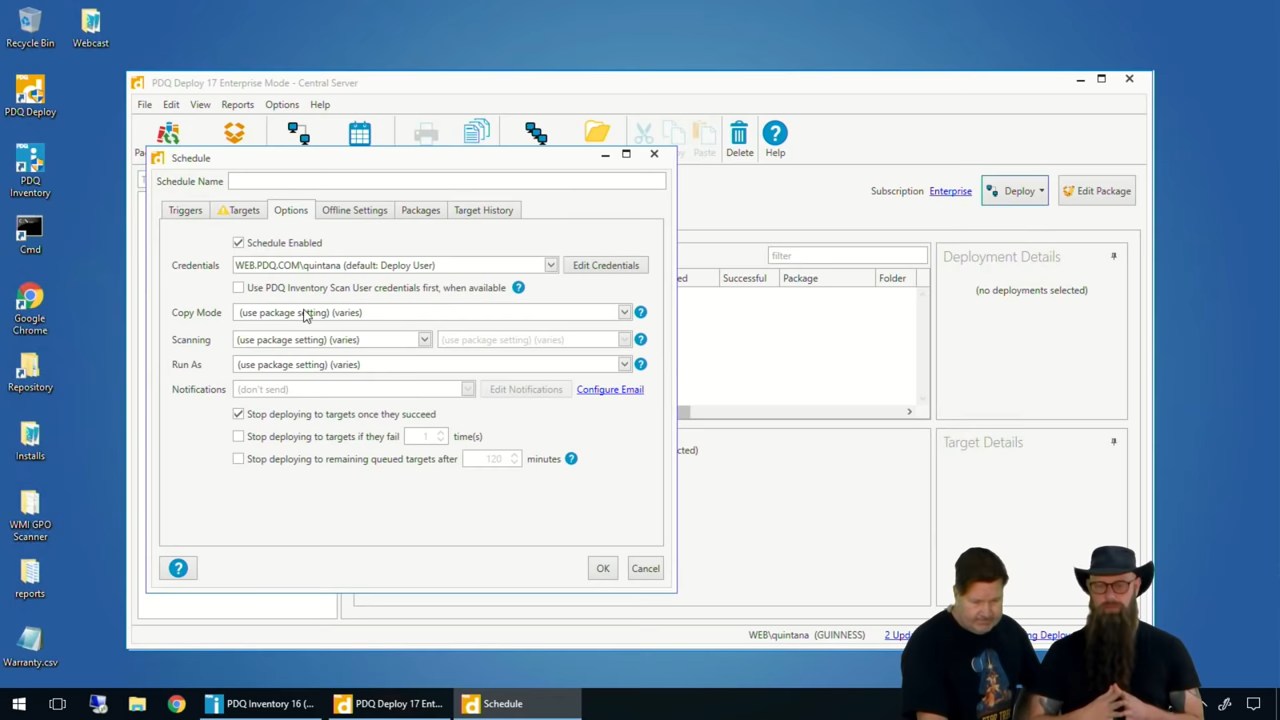 Recycle Bin
Webcast
PDQ Deploy
PDQ
Inventory
Cmd
Google
Chrome
Repository
Installs
WMI GPO
Scanner
reports
Warranty.csv
PDQ Deploy 17 Enterprise Mode - Central Server
File Edit View Reports Options Help
Delete Help
Subscription Enterprise Deploy Edit Package
filter
Successful Package Folder
Deployment Details
(no deployments selected)
Target Details
WEB\quintana (GUINNESS)
Schedule
Schedule Name
Triggers Targets Options Offline Settings Packages Target History
Schedule Enabled
Credentials WEB.PDQ.COM\quintana (default: Deploy User) Edit Credentials
Use PDQ Inventory Scan User credentials first, when available
Copy Mode (use package setting) (varies)
Scanning (use package setting) (varies) (use package setting) (varies)
Run As (use package setting) (varies)
Notifications (don't send) Edit Notifications Configure Email
Stop deploying to targets once they succeed
Stop deploying to targets if they fail 1 time(s)
Stop deploying to remaining queued targets after 120 minutes
OK Cancel
PDQ Inventory 16 (... PDQ Deploy 17 Ent... Schedule